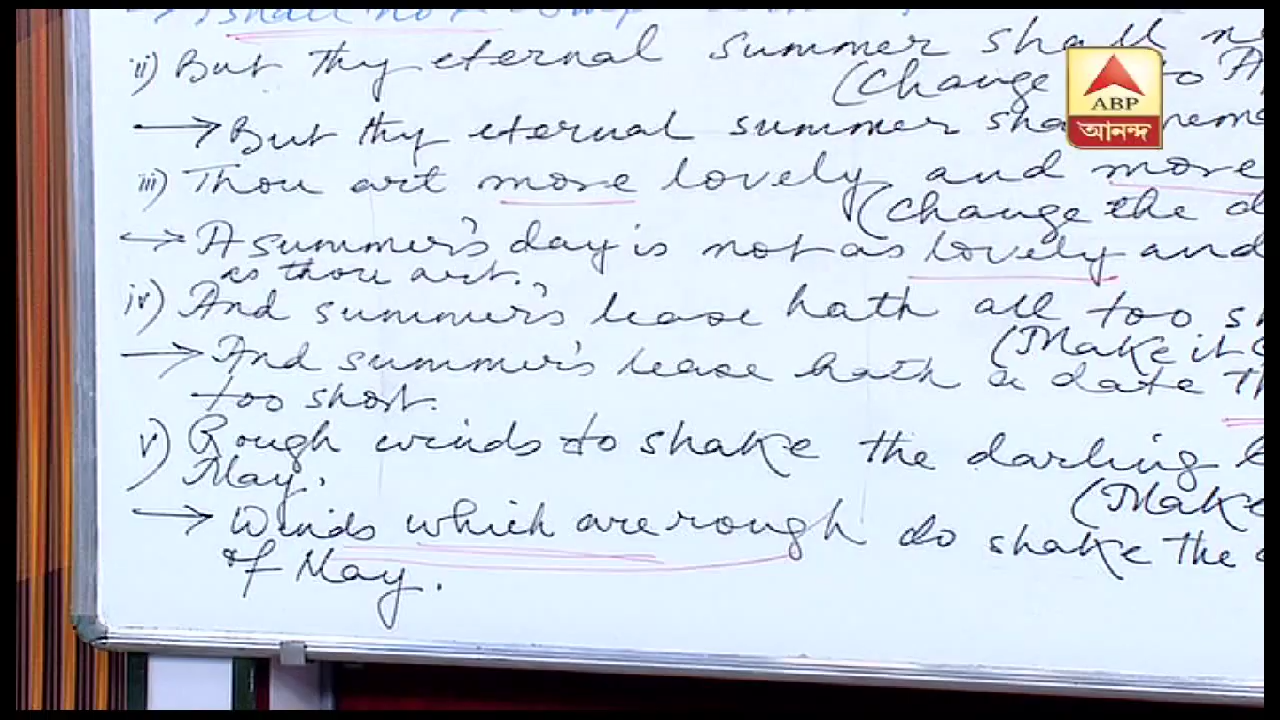 ii) But thy eternal summer shall
(Change to
ABP
আনন্দ
→ But thy eternal summer
iii) Thou art more lovely and more
(Change the
→ A summer's day is not as lovely and
as thou art.
iv) And summer's lease hath all too
(Make it
→ And summer's lease hath a date
too short.
v) Rough winds to shake the darling
May.
(Make
→ Winds which are rough do shake the
of May.